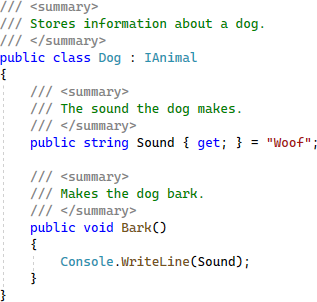 /// <summary>
/// Stores information about a dog.
/// </summary>
public class Dog : IAnimal
{
    /// <summary>
    /// The sound the dog makes.
    /// </summary>
    public string Sound { get; } = "Woof";

    /// <summary>
    /// Makes the dog bark.
    /// </summary>
    public void Bark()
    {
        Console.WriteLine(Sound);
    }
}